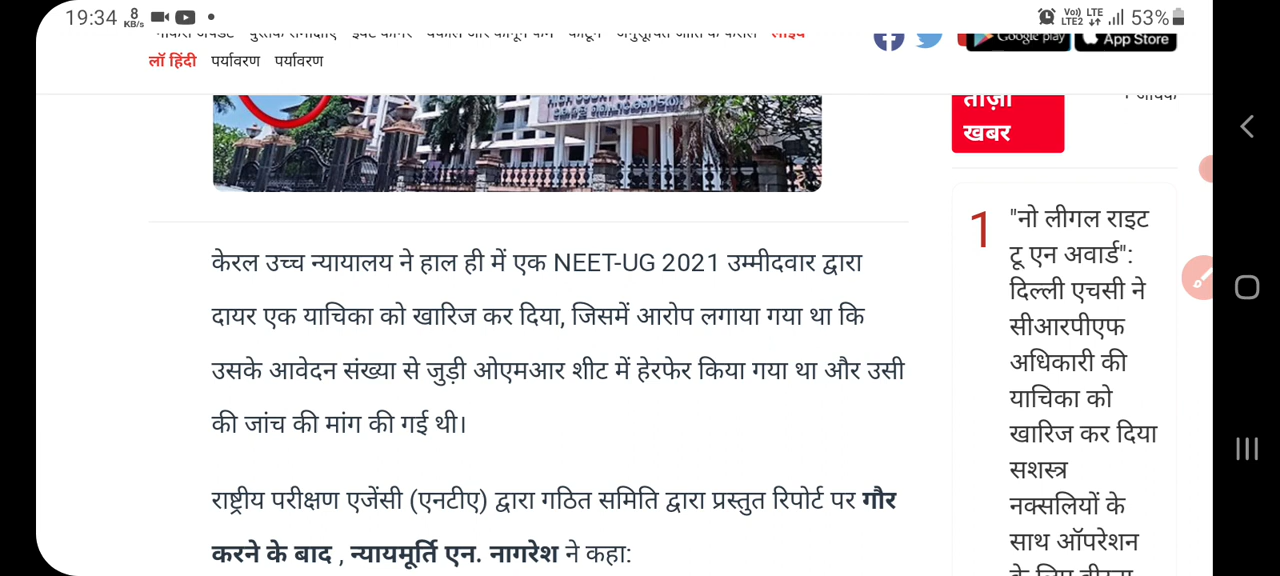 19:34 8 KB/s
Vo) LTE LTE2 53%
लाइव
Google play App Store
लॉ हिंदी पर्यावरण पर्यावरण
ताज़ा
खबर
केरल उच्च न्यायालय ने हाल ही में एक NEET-UG 2021 उम्मीदवार द्वारा
दायर एक याचिका को खारिज कर दिया, जिसमें आरोप लगाया गया था कि
उसके आवेदन संख्या से जुड़ी ओएमआर शीट में हेरफेर किया गया था और उसी
की जांच की मांग की गई थी।
राष्ट्रीय परीक्षण एजेंसी (एनटीए) द्वारा गठित समिति द्वारा प्रस्तुत रिपोर्ट पर गौर
करने के बाद , न्यायमूर्ति एन. नागरेश ने कहा:
1
"नो लीगल राइट
टू एन अवार्ड":
दिल्ली एचसी ने
सीआरपीएफ
अधिकारी की
याचिका को
खारिज कर दिया
सशस्त्र
नक्सलियों के
साथ ऑपरेशन